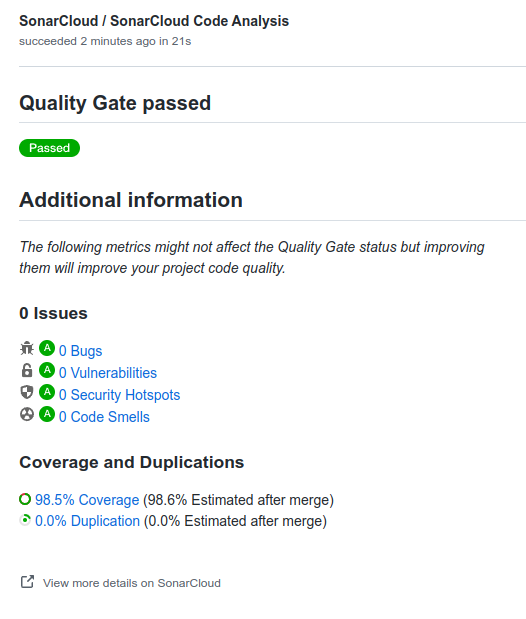 SonarCloud / SonarCloud Code Analysis
succeeded 2 minutes ago in 21s
Quality Gate passed
Passed
Additional information
The following metrics might not affect the Quality Gate status but improving
them will improve your project code quality.
0 Issues
A 0 Bugs
A 0 Vulnerabilities
A 0 Security Hotspots
A 0 Code Smells
Coverage and Duplications
98.5% Coverage (98.6% Estimated after merge)
0.0% Duplication (0.0% Estimated after merge)
View more details on SonarCloud